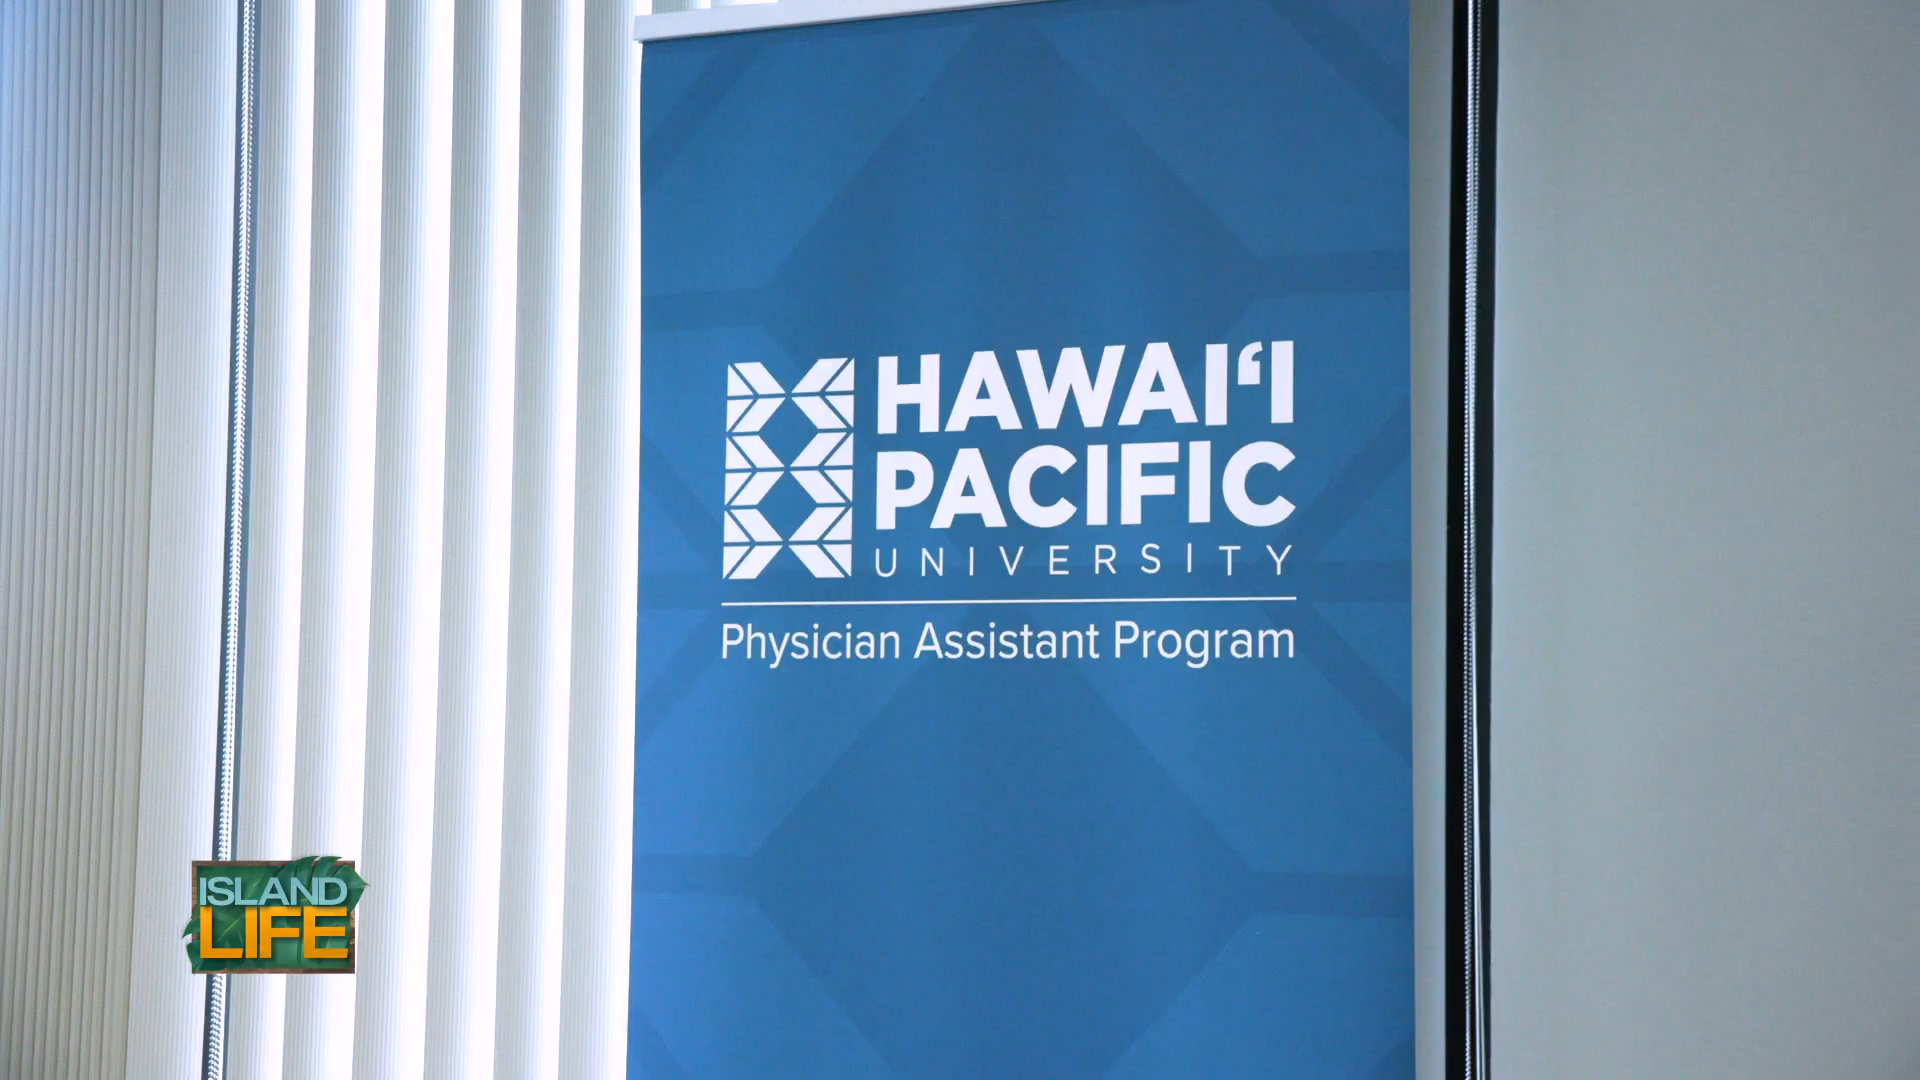 HAWAIʻI
PACIFIC
UNIVERSITY
Physician Assistant Program
ISLAND
LIFE